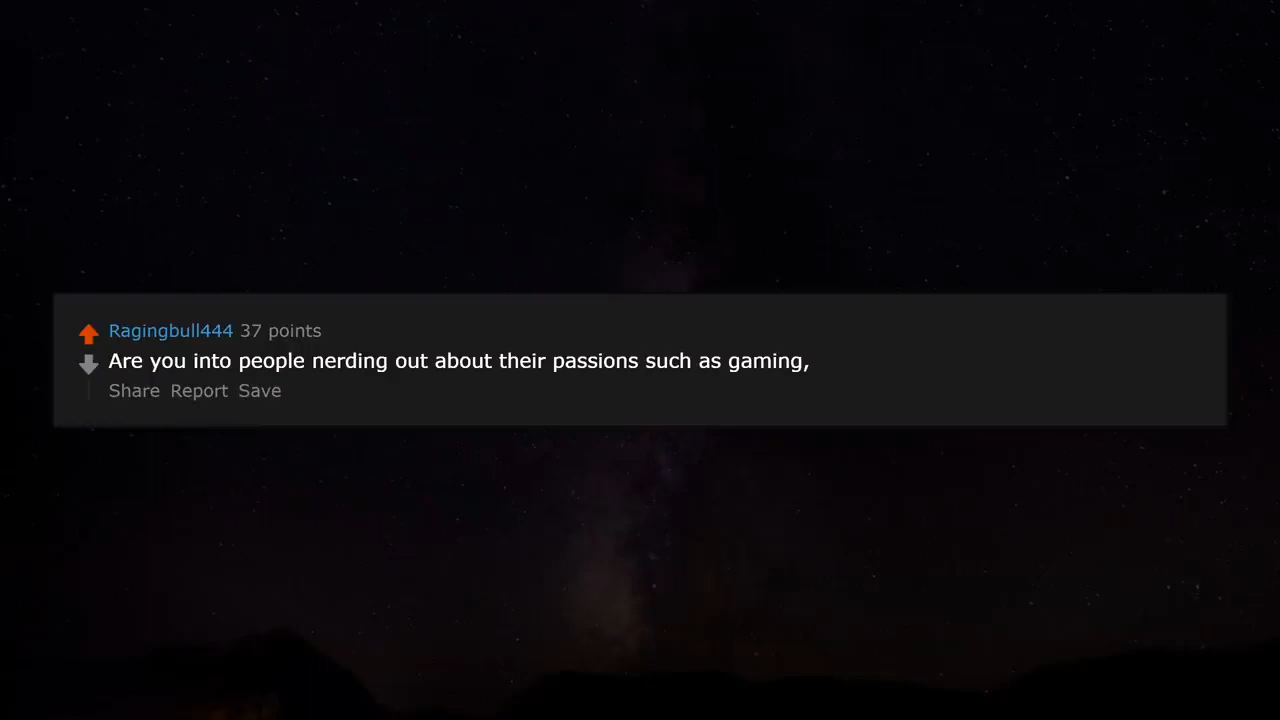 Ragingbull444 37 points
Are you into people nerding out about their passions such as gaming,
Share Report Save